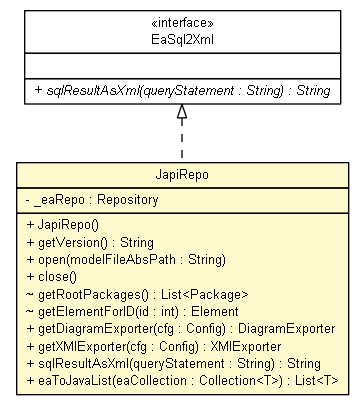 «interface»
EaSql2Xml
+ sqlResultAsXml(queryStatement : String) : String
JapiRepo
- _eaRepo : Repository
+ JapiRepo()
+ getVersion() : String
+ open(modelFileAbsPath : String)
+ close()
~ getRootPackages() : List<Package>
~ getElementForID(id : int) : Element
+ getDiagramExporter(cfg : Config) : DiagramExporter
+ getXMIExporter(cfg : Config) : XMIExporter
+ sqlResultAsXml(queryStatement : String) : String
+ eaToJavaList(eaCollection : Collection<T>) : List<T>